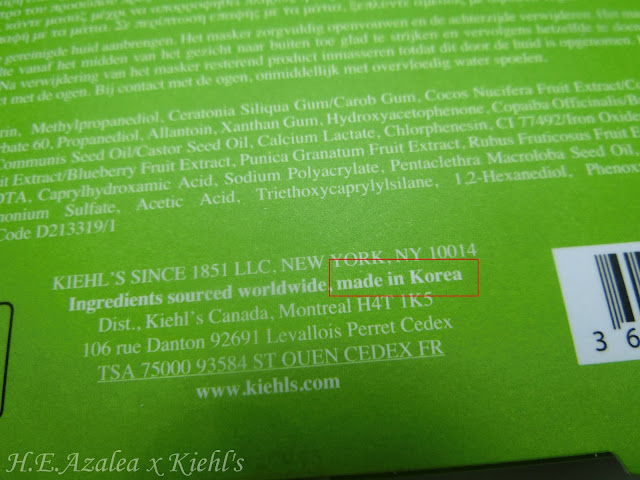 με τα μάτια.
gereinigde huid aanbrengen. Het masker zorgvuldig openvouwen en de achterzijde verwijderen. Het mas
vanaf het midden van het gezicht naar buiten toe glad te strijken en vervolgens hetzelfde te doen
Na verwijdering van het masker resterend product inmasseren totdat dit door de huid is opgenomen.
met de ogen. Bij contact met de ogen, onmiddellijk met overvloedig water spoelen.
Methylpropanediol, Ceratonia Siliqua Gum/Carob Gum, Cocos Nucifera Fruit Extract/C
rbate 60, Propanediol, Allantoin, Xanthan Gum, Hydroxyacetophenone, Copaiba Officinalis/B
Communis Seed Oil/Castor Seed Oil, Calcium Lactate, Chlorphenesin, CI 77492/Iron Oxide
it Extract/Blueberry Fruit Extract, Punica Granatum Fruit Extract, Rubus Fruticosus Fruit E
DTA, Caprylhydroxamic Acid, Sodium Polyacrylate, Pentaclethra Macroloba Seed Oil,
monium Sulfate, Acetic Acid, Triethoxycaprylylsilane, 1,2-Hexanediol, Phenox
Code D213319/1
KIEHL'S SINCE 1851 LLC, NEW YORK, NY 10014
Ingredients sourced worldwide, made in Korea
Dist., Kiehl's Canada, Montreal H4T 1K5
106 rue Danton 92691 Levallois Perret Cedex
TSA 75000 93584 ST OUEN CEDEX FR
www.kiehls.com
3 6
H.E.Azalea x Kiehl's